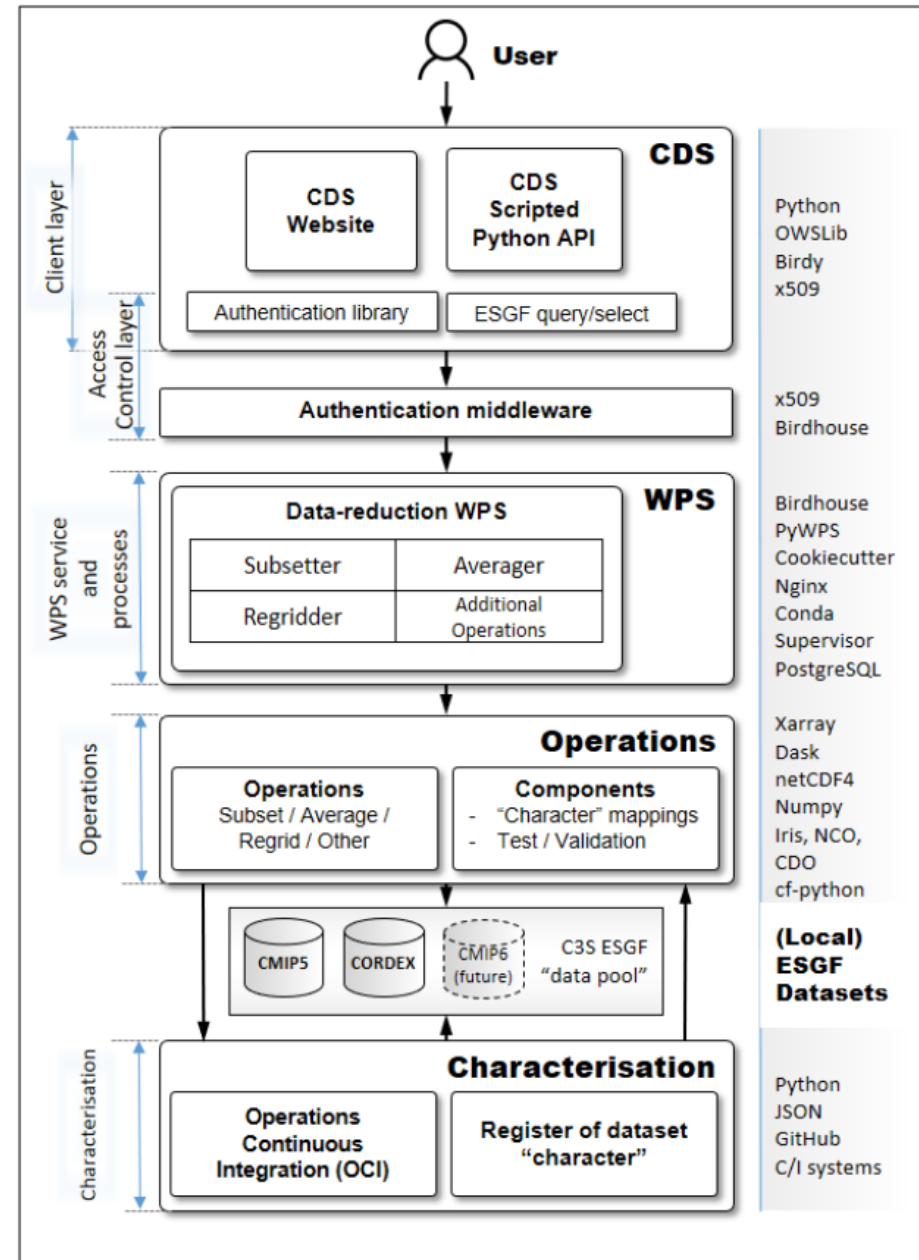 User
Client layer
CDS
CDS
Website
CDS
Scripted
Python API
Authentication library
ESGF query/select
Python
OWSLib
Birdy
x509
Access
Control layer
Authentication middleware
x509
Birdhouse
WPS service
and
processes
WPS
Data-reduction WPS
Subsetter
Averager
Regridder
Additional
Operations
Birdhouse
PyWPS
Cookiecutter
Nginx
Conda
Supervisor
PostgreSQL
Operations
Operations
Operations
Subset / Average /
Regrid / Other
Components
- “Character” mappings
- Test / Validation
Xarray
Dask
netCDF4
Numpy
Iris, NCO,
CDO
cf-python
CMIP5
CORDEX
CMIP6
(future)
C3S ESGF
“data pool”
(Local)
ESGF
Datasets
Characterisation
Characterisation
Operations
Continuous
Integration (OCI)
Register of dataset
“character”
Python
JSON
GitHub
C/I systems